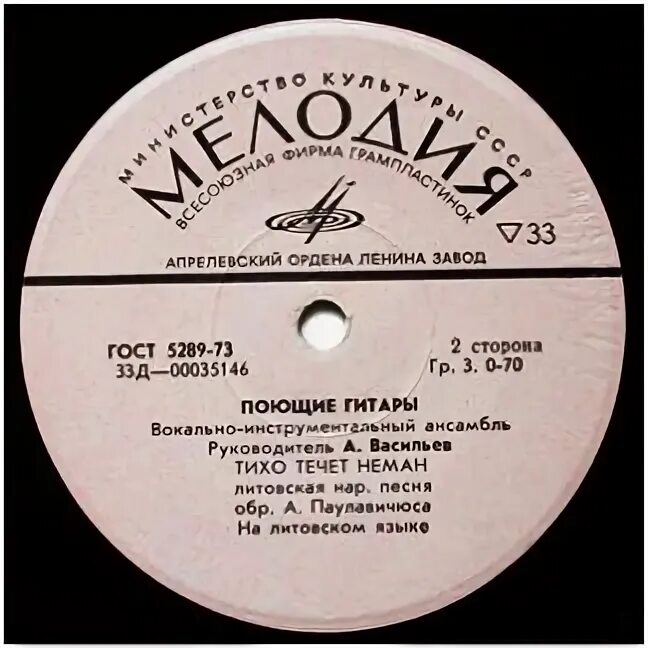 МИНИСТЕРСТВО КУЛЬТУРЫ СССР
МЕЛОДИЯ
ВСЕСОЮЗНАЯ ФИРМА ГРАМПЛАСТИНОК
▽33
АПРЕЛЕВСКИЙ ОРДЕНА ЛЕНИНА ЗАВОД
ГОСТ 5289-73
2 сторона
33Д—00035146
Гр. 3. 0-70
ПОЮЩИЕ ГИТАРЫ
Вокально-инструментальный ансамбль
Руководитель А. Васильев
ТИХО ТЕЧЕТ НЕМАН
литовская нар. песня
обр. А. Паулавичюса
На литовском языке